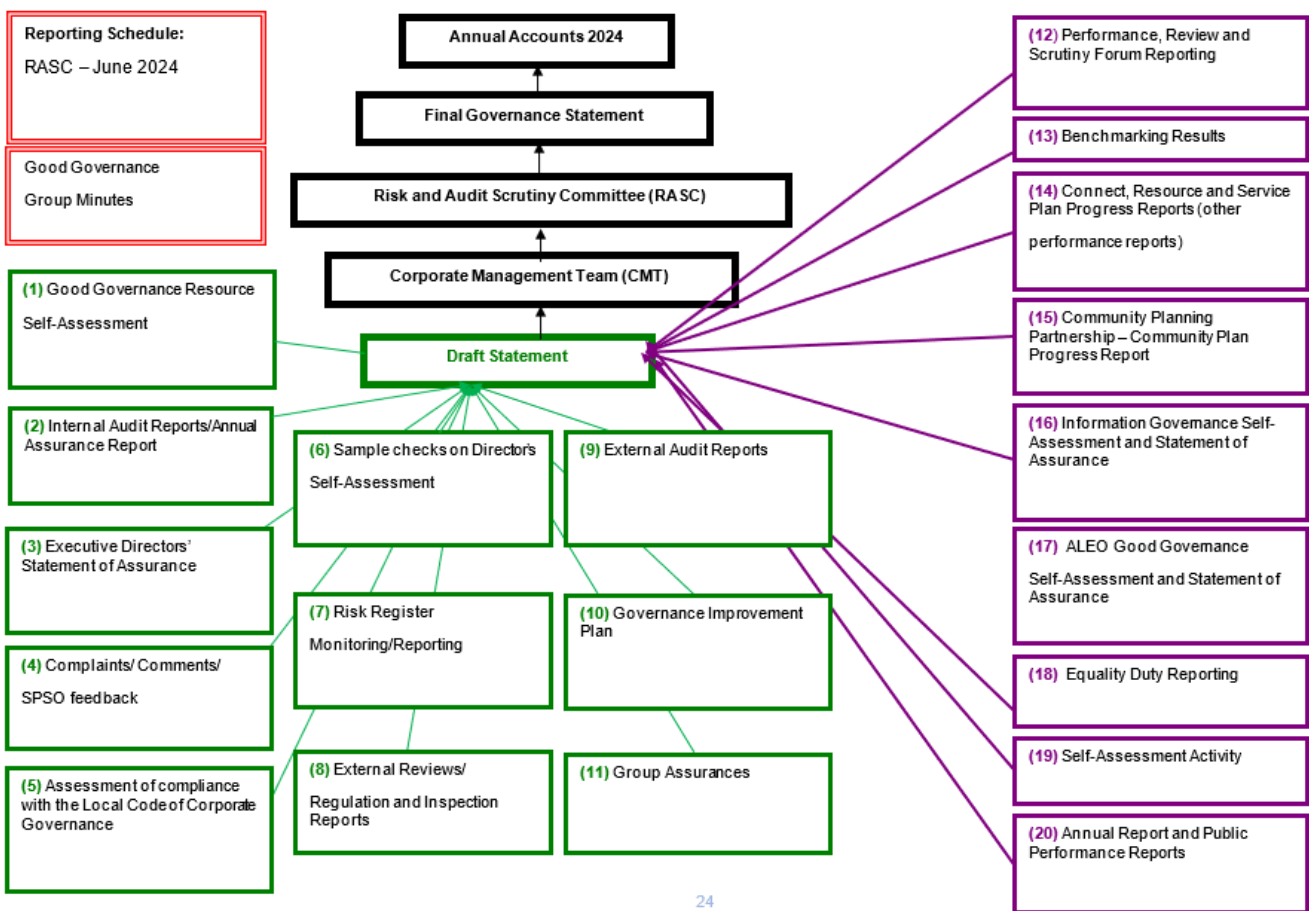 Reporting Schedule:
RASC – June 2024
Good Governance
Group Minutes
Annual Accounts 2024
Final Governance Statement
Risk and Audit Scrutiny Committee (RASC)
Corporate Management Team (CMT)
Draft Statement
(1) Good Governance Resource
Self-Assessment
(2) Internal Audit Reports/Annual
Assurance Report
(3) Executive Directors'
Statement of Assurance
(4) Complaints/ Comments/
SPSO feedback
(5) Assessment of compliance
with the Local Code of Corporate
Governance
(6) Sample checks on Director's
Self-Assessment
(7) Risk Register
Monitoring/Reporting
(8) External Reviews/
Regulation and Inspection
Reports
(9) External Audit Reports
(10) Governance Improvement
Plan
(11) Group Assurances
(12) Performance, Review and
Scrutiny Forum Reporting
(13) Benchmarking Results
(14) Connect, Resource and Service
Plan Progress Reports (other
performance reports)
(15) Community Planning
Partnership – Community Plan
Progress Report
(16) Information Governance Self-
Assessment and Statement of
Assurance
(17) ALEO Good Governance
Self-Assessment and Statement of
Assurance
(18) Equality Duty Reporting
(19) Self-Assessment Activity
(20) Annual Report and Public
Performance Reports
24